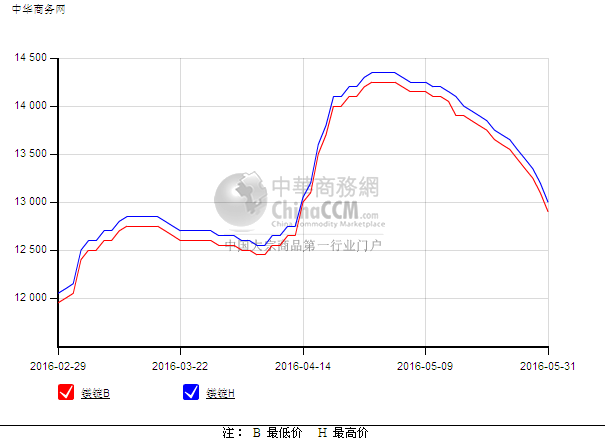 中华商务网
14 500
14 000
13 500
13 000
12 500
12 000
中華商務網
ChinaCCM.com
China Commodity Marketplace
中国大宗商品第一行业门户
2016-02-29 2016-03-22 2016-04-14 2016-05-09 2016-05-31
镁锭B 镁锭H
注： B 最低价 H 最高价